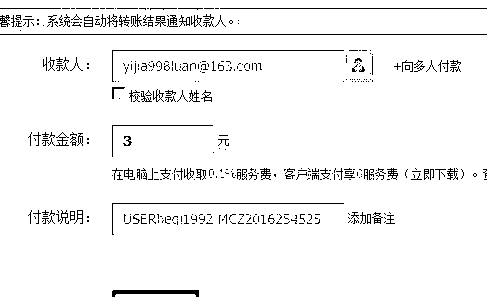 馨提示：系统会自动将转账结果通知收款人。
收款人： yijia998luan@163.com +向多人付款
校验收款人姓名
付款金额： 3 元
在电脑上支付收取0.1%服务费，客户端支付享0服务费（立即下载）。
付款说明： USERheqi1992 MCZ2016254525 添加备注